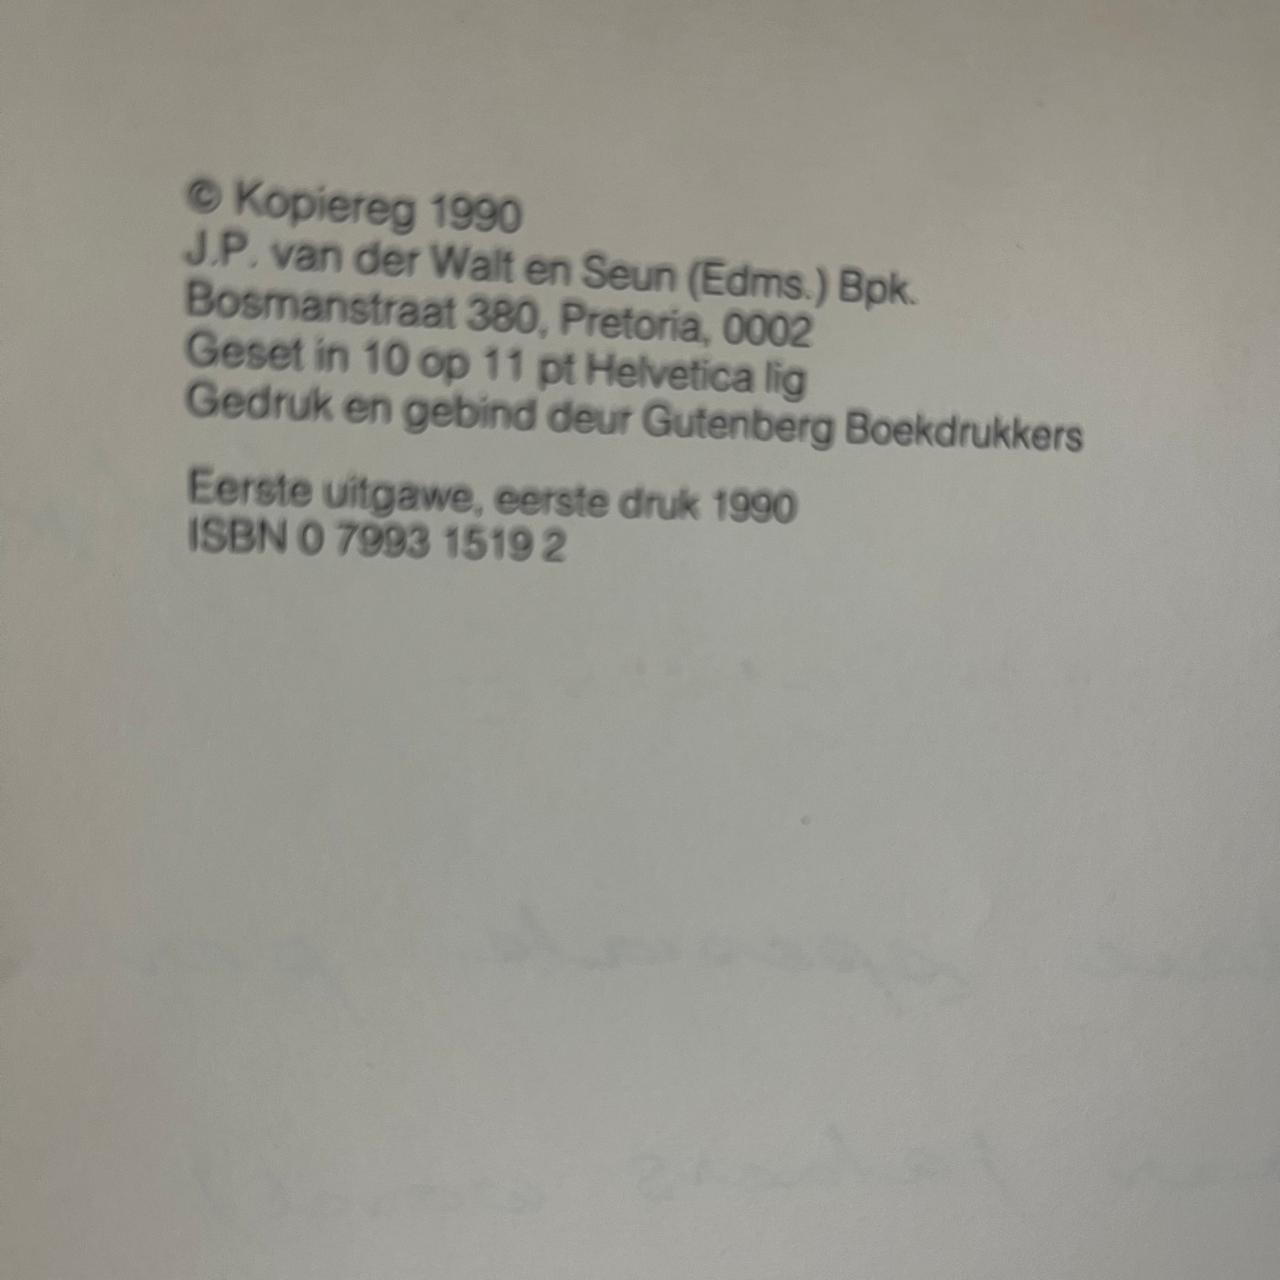 © Kopiereg 1990
J.P. van der Walt en Seun (Edms.) Bpk.
Bosmanstraat 380, Pretoria, 0002
Geset in 10 op 11 pt Helvetica lig
Gedruk en gebind deur Gutenberg Boekdrukkers
Eerste uitgawe, eerste druk 1990
ISBN 0 7993 1519 2